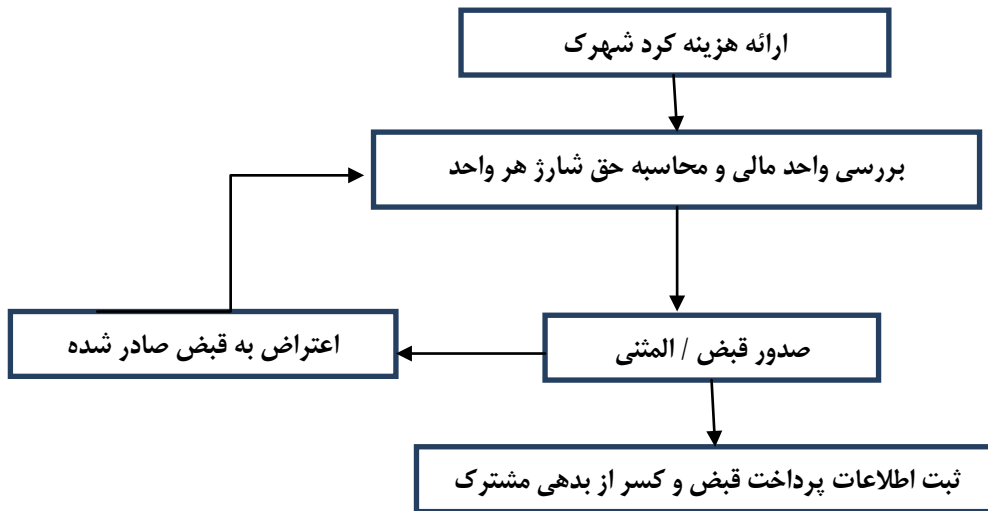 ارائه هزینه کرد شهرک
بررسی واحد مالی و محاسبه حق شارژ هر واحد
صدور قبض / المثنی
اعتراض به قبض صادر شده
ثبت اطلاعات پرداخت قبض و کسر از بدهی مشترک